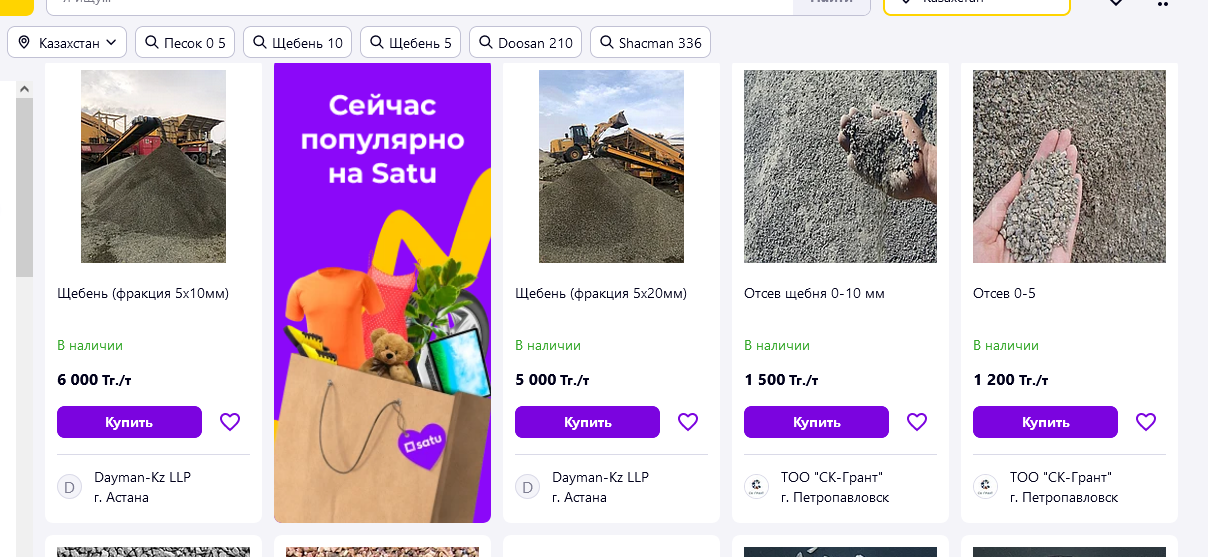 Казахстан
Песок 0 5
Щебень 10
Щебень 5
Doosan 210
Shacman 336
Щебень (фракция 5х10мм)
В наличии
6 000 Тг./т
Купить
D
Dayman-Kz LLP
г. Астана
Сейчас
популярно
на Satu
satu
Щебень (фракция 5х20мм)
В наличии
5 000 Тг./т
Купить
D
Dayman-Kz LLP
г. Астана
Отсев щебня 0-10 мм
В наличии
1 500 Тг./т
Купить
ТОО "СК-Грант"
г. Петропавловск
Отсев 0-5
В наличии
1 200 Тг./т
Купить
ТОО "СК-Грант"
г. Петропавловск